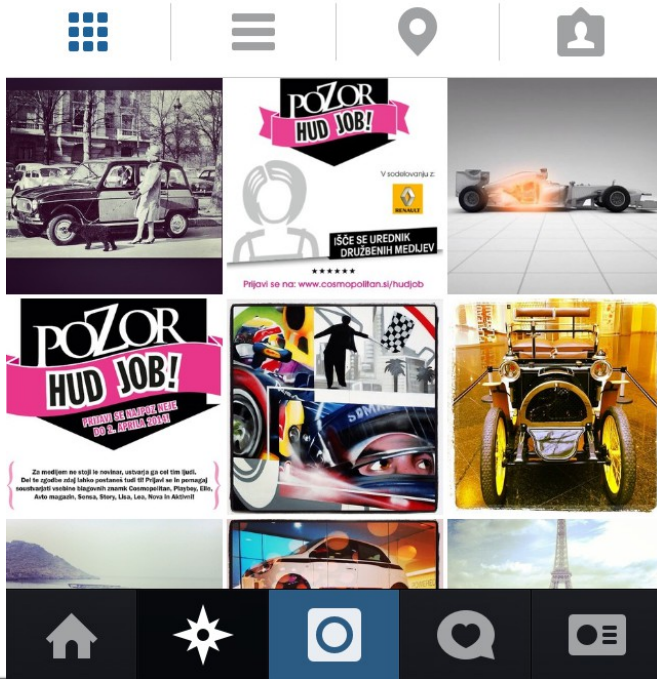 POZOR
HUD JOB!
V sodelovanju z:
RENAULT
IŠČE SE UREDNIK
DRUŽBENIH MEDIJEV
Prijavi se na: www.cosmopolitan.si/hudjob
POZOR
HUD JOB!
PRIJAVI SE NAJPOZNEJE
DO 2. APRILA 2014!
Za medijem ne stoji le novinar, ustvarja ga cel tim ljudi.
Del te zgodbe zdaj lahko postaneš tudi ti! Prijavi se in pomagaj
soustvarjati vsebine blagovnih znamk Cosmopolitan, Playboy, Elle,
Avto magazin, Sensa, Story, Lisa, Lea, Nova in Aktivni!